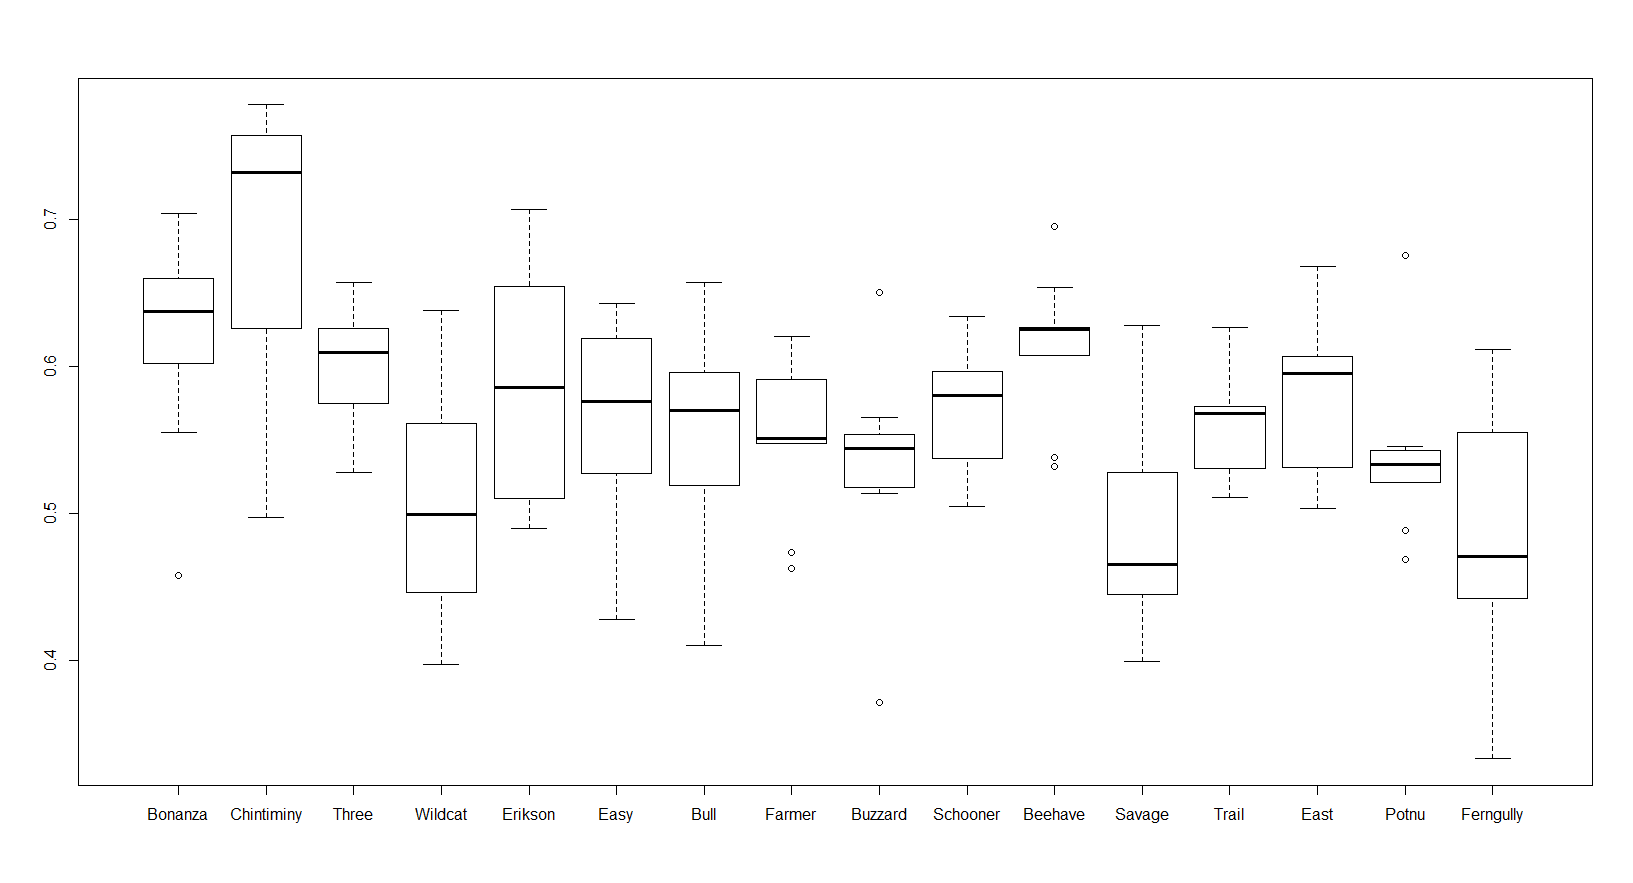 0.7
0.6
0.5
0.4
Bonanza Chintiminy Three Wildcat Erikson Easy Bull Farmer Buzzard Schooner Beehave Savage Trail East Potnu Ferngully